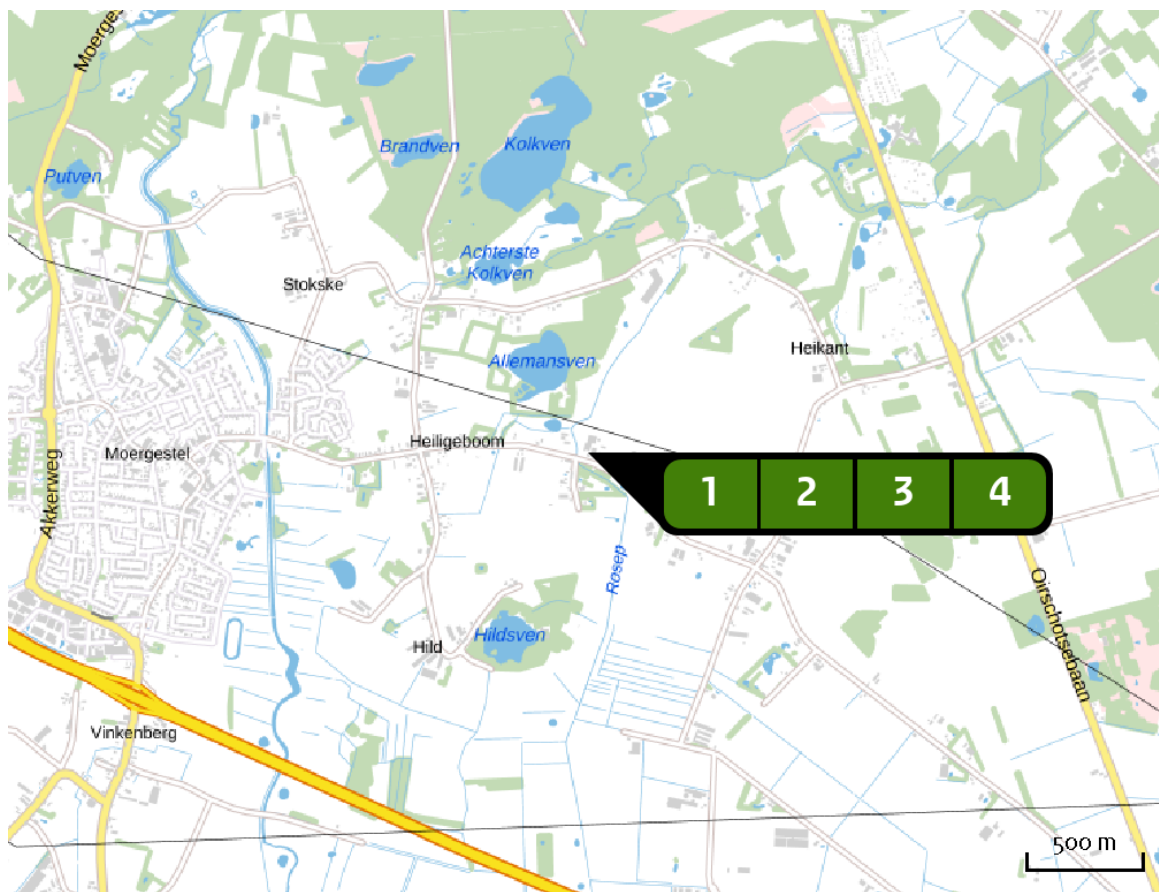 Moerges
Putven
Brandven
Kolkven
Achterste
Kolkven
Stokske
Allemansven
Heikant
Heiligeboom
Moergestel
Akkerweg
1 2 3 4
Rosep
Oirschotsebaan
Hild
Hildsven
Vinkenberg
500 m